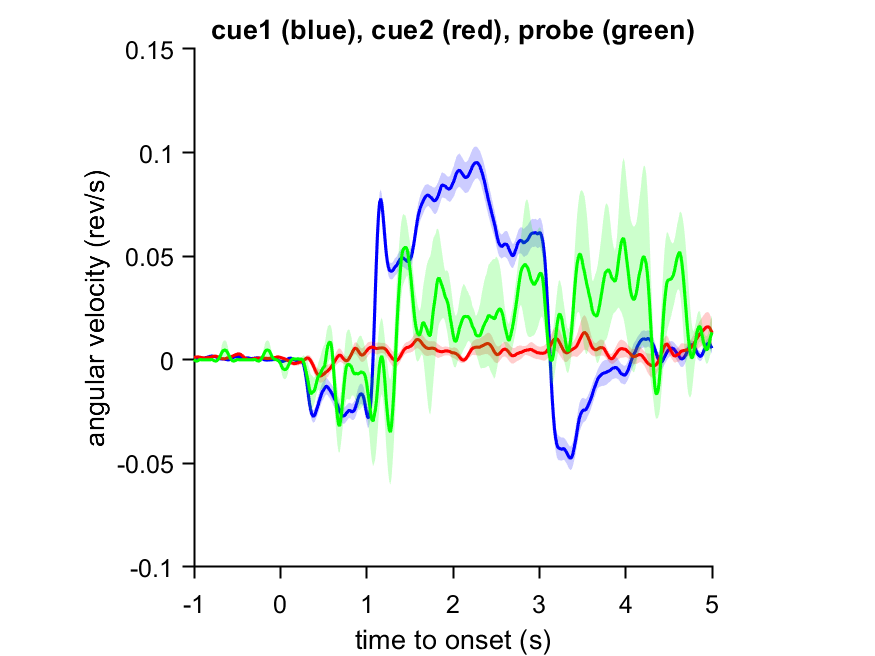 cue1 (blue), cue2 (red), probe (green)
0.15
0.1
0.05
0
-0.05
-0.1
angular velocity (rev/s)
-1 0 1 2 3 4 5
time to onset (s)